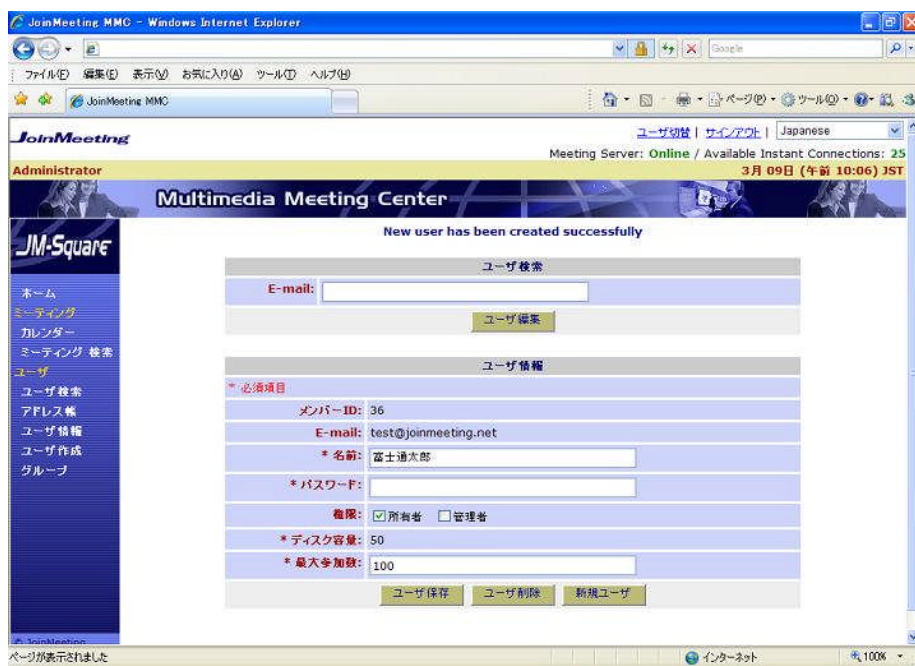 JoinMeeting MMC - Windows Internet Explorer
Google
ファイル(F) 編集(E) 表示(V) お気に入り(A) ツール(T) ヘルプ(H)
JoinMeeting MMC
ページ(P) ツール(O)
JoinMeeting
ユーザ切替 | サインアウト | Japanese
Meeting Server: Online / Available Instant Connections: 25
Administrator
3月 09日 (午前 10:06) JST
Multimedia Meeting Center
JM-Square
New user has been created successfully
ホーム
ミーティング
カレンダー
ミーティング 検索
ユーザ
ユーザ検索
アドレス帳
ユーザ情報
ユーザ作成
グループ
© JoinMeeting
ユーザ検索
E-mail:
ユーザ編集
ユーザ情報
* 必須項目
メンバーID: 36
E-mail: test@joinmeeting.net
* 名前: 富士通太郎
* パスワード:
権限: 所有者 管理者
* ディスク容量: 50
* 最大参加数: 100
ユーザ保存 ユーザ削除 新規ユーザ
ページが表示されました
インターネット
100%